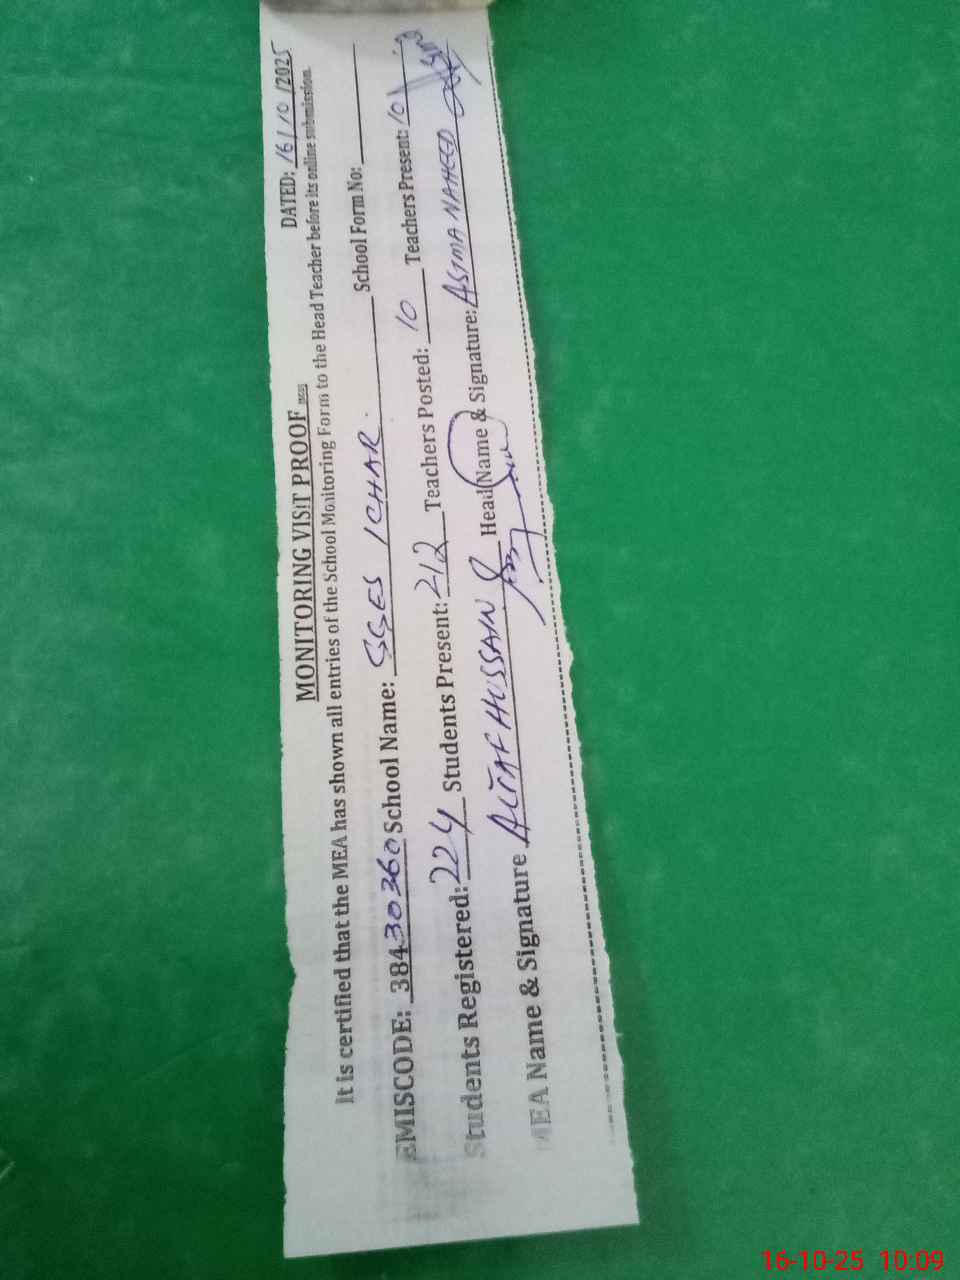 MONITORING VISIT PROOF DATED: 16/10/2025
It is certified that the MEA has shown all entries of the School Monitoring Form to the Head Teacher before its online submission.
EMISCODE: 38430360 School Name: GGES ICHAR. School Form No:
Students Registered: 224 Students Present: 212 Teachers Posted: 10 Teachers Present: 10
MEA Name & Signature ALTAF HUSSAIN Head Name & Signature: ASIMA NAHEED
16-10-25 10:09